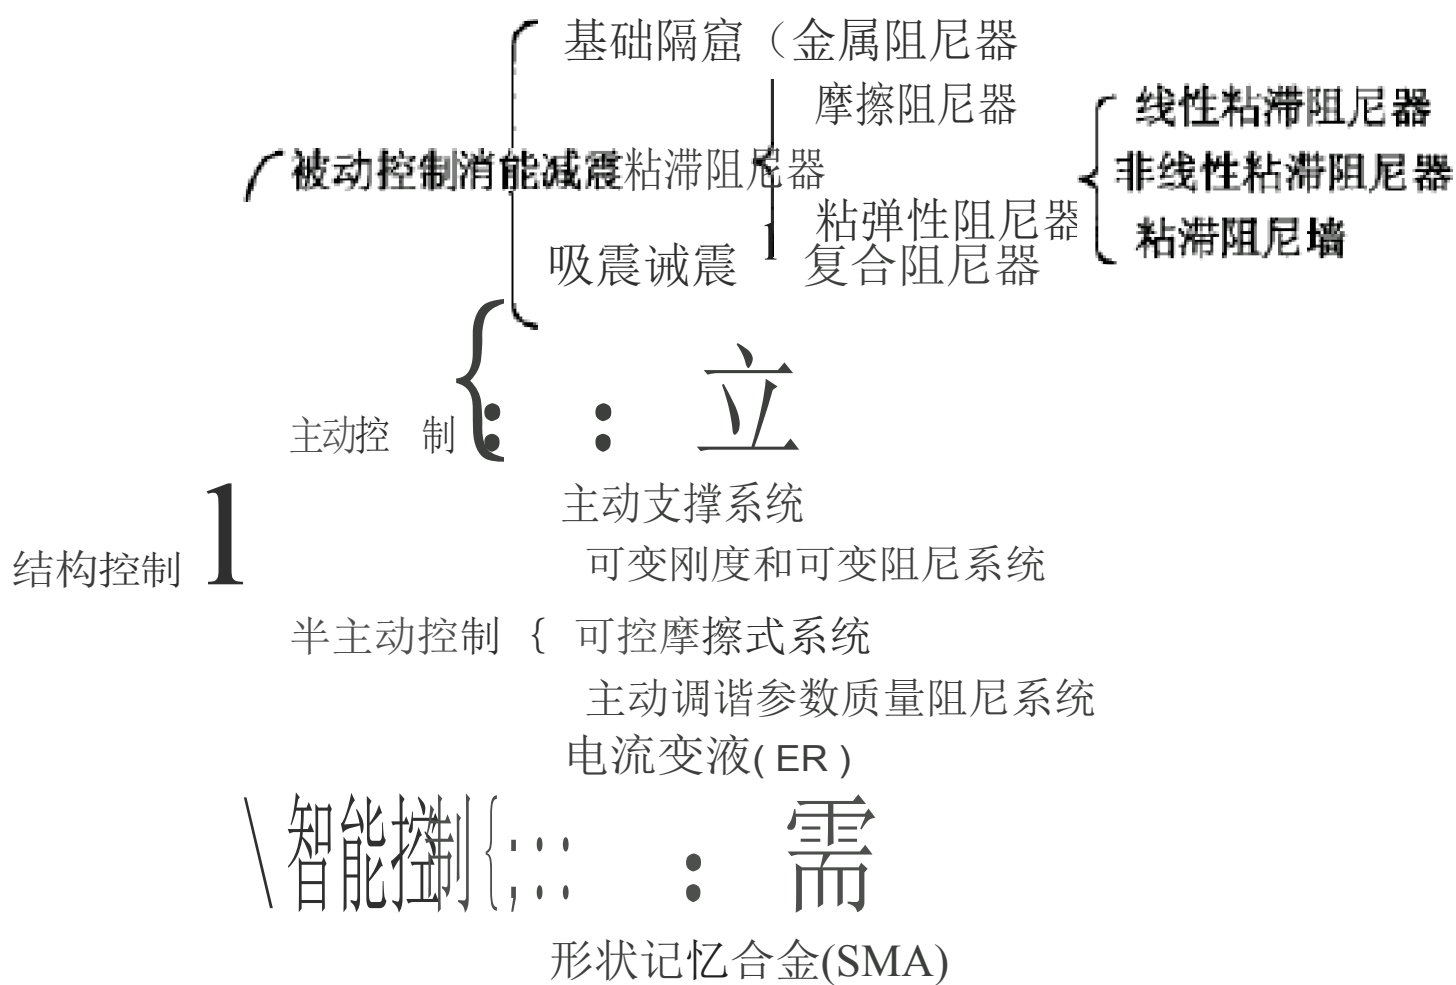 基础隔窟（金属阻尼器
摩擦阻尼器
线性粘滞阻尼器
被动控制消能减震粘滞阻尼器
非线性粘滞阻尼器
粘弹性阻尼器
粘滞阻尼墙
吸震诫震 1 复合阻尼器
主动控 制{: : 立
主动支撑系统
结构控制 1
可变刚度和可变阻尼系统
半主动控制 { 可控摩擦式系统
主动调谐参数质量阻尼系统
电流变液( ER )
\智能控制{;:: : 需
形状记忆合金(SMA)